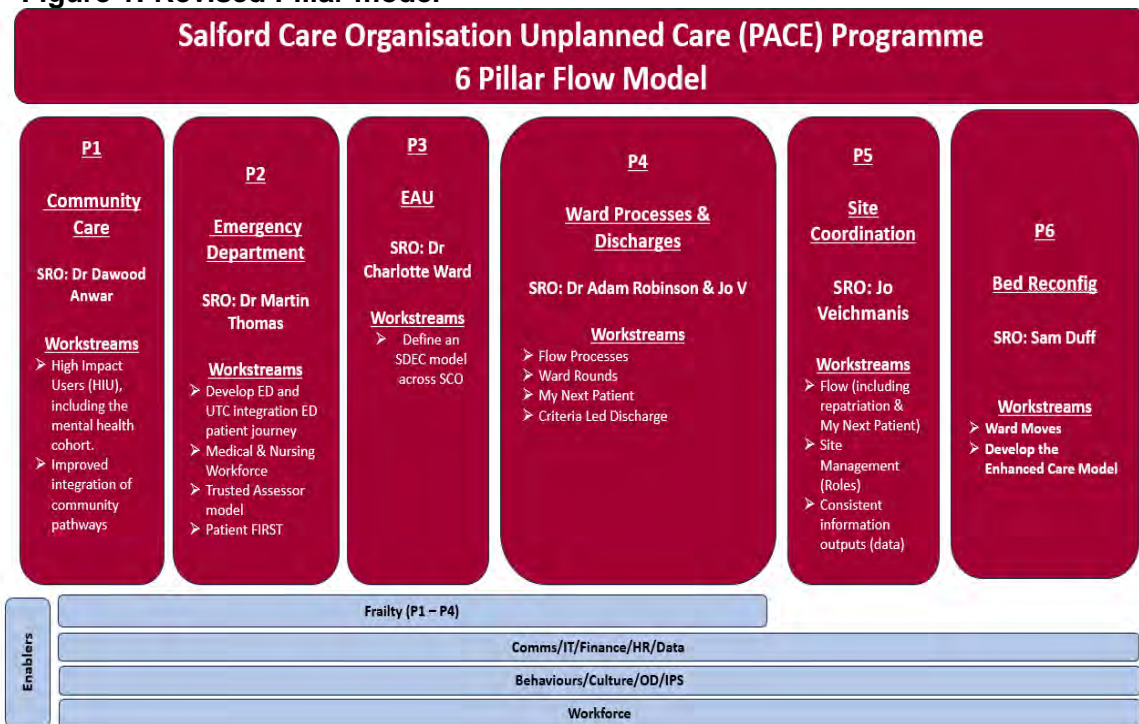 Figure 1: Revised Pillar Model
Salford Care Organisation Unplanned Care (PACE) Programme
6 Pillar Flow Model
P1
Community
Care
SRO: Dr Dawood
Anwar
Workstreams
➢ High Impact
Users (HIU),
including the
mental health
cohort.
➢ Improved
integration of
community
pathways
P2
Emergency
Department
SRO: Dr Martin
Thomas
Workstreams
➢ Develop ED and
UTC integration ED
patient journey
➢ Medical & Nursing
Workforce
➢ Trusted Assessor
model
➢ Patient FIRST
P3
EAU
SRO: Dr
Charlotte Ward
Workstreams
➢ Define an
SDEC model
across SCO
P4
Ward Processes &
Discharges
SRO: Dr Adam Robinson & Jo V
Workstreams
➢ Flow Processes
➢ Ward Rounds
➢ My Next Patient
➢ Criteria Led Discharge
P5
Site
Coordination
SRO: Jo
Veichmanis
Workstreams
➢ Flow (including
repatriation &
My Next Patient)
➢ Site
Management
(Roles)
➢ Consistent
information
outputs (data)
P6
Bed Reconfig
SRO: Sam Duff
Workstreams
➢ Ward Moves
➢ Develop the
Enhanced Care Model
Enablers
Frailty (P1 – P4)
Comms/IT/Finance/HR/Data
Behaviours/Culture/OD/IPS
Workforce